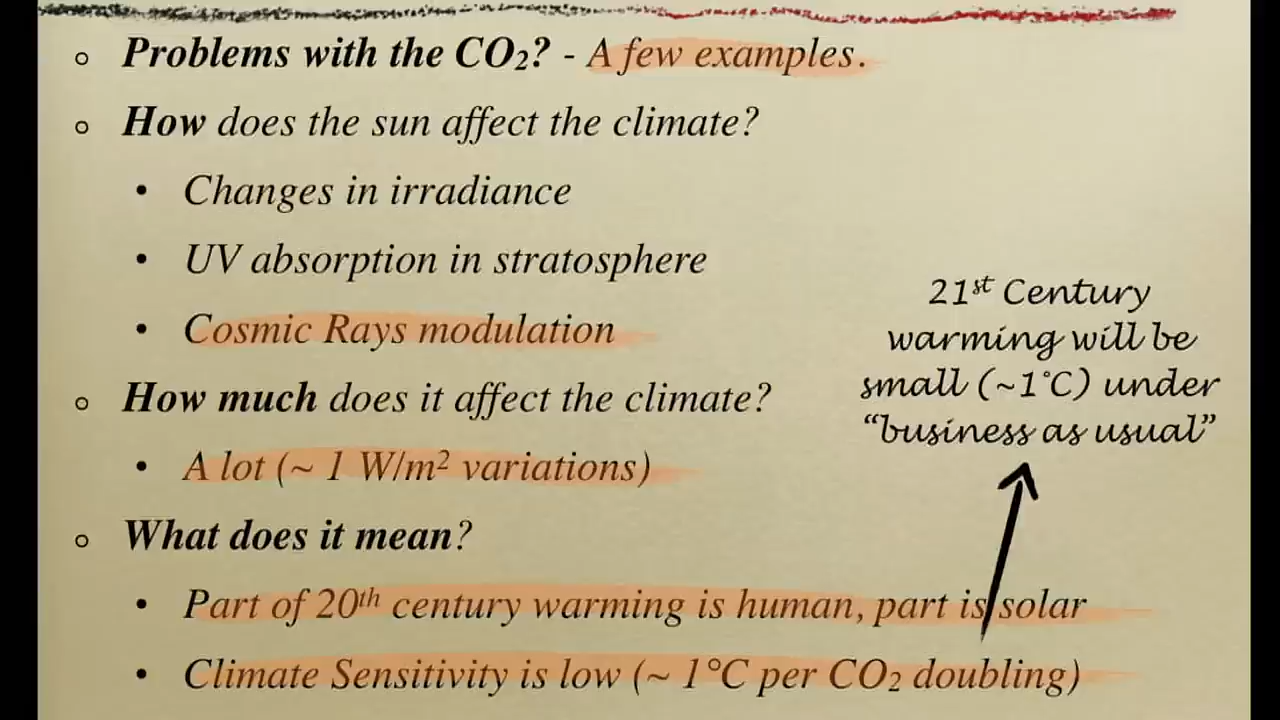 Problems with the CO₂? - A few examples.
How does the sun affect the climate?
• Changes in irradiance
• UV absorption in stratosphere
• Cosmic Rays modulation
How much does it affect the climate?
• A lot (~ 1 W/m² variations)
What does it mean?
• Part of 20th century warming is human, part is solar
• Climate Sensitivity is low (~ 1°C per CO₂ doubling)
21st Century
warming will be
small (~1°C) under
“business as usual”